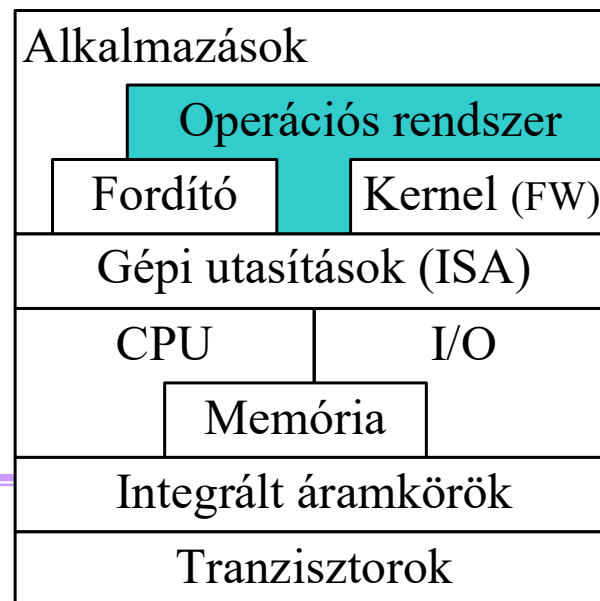 Alkalmazások
Operációs rendszer
Fordító Kernel (FW)
Gépi utasítások (ISA)
CPU I/O
Memória
Integrált áramkörök
Tranzisztorok